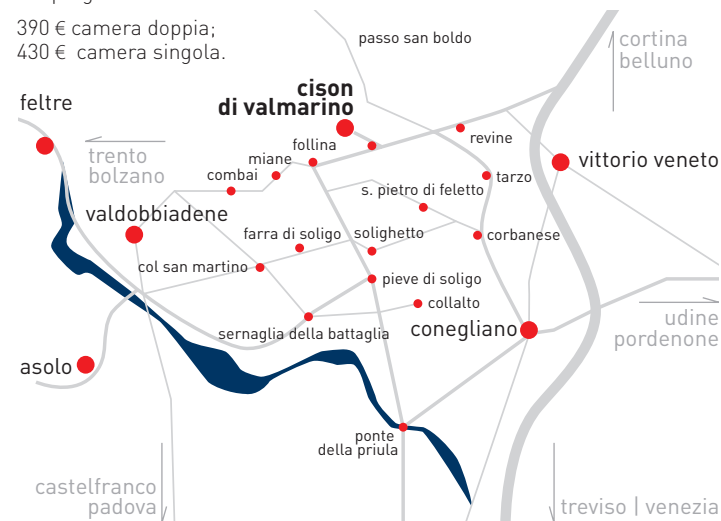 390 € camera doppia;
430 € camera singola.
passo san boldo
cortina
belluno
cison
di valmarino
feltre
trento
bolzano
follina
revine
miane
combai
vittorio veneto
tarzo
s. pietro di feletto
valdobbiadene
farra di soligo
solighetto
corbanese
col san martino
pieve di soligo
collalto
sernaglia della battaglia
conegliano
udine
pordenone
asolo
ponte
della priula
castelfranco
padova
treviso | venezia